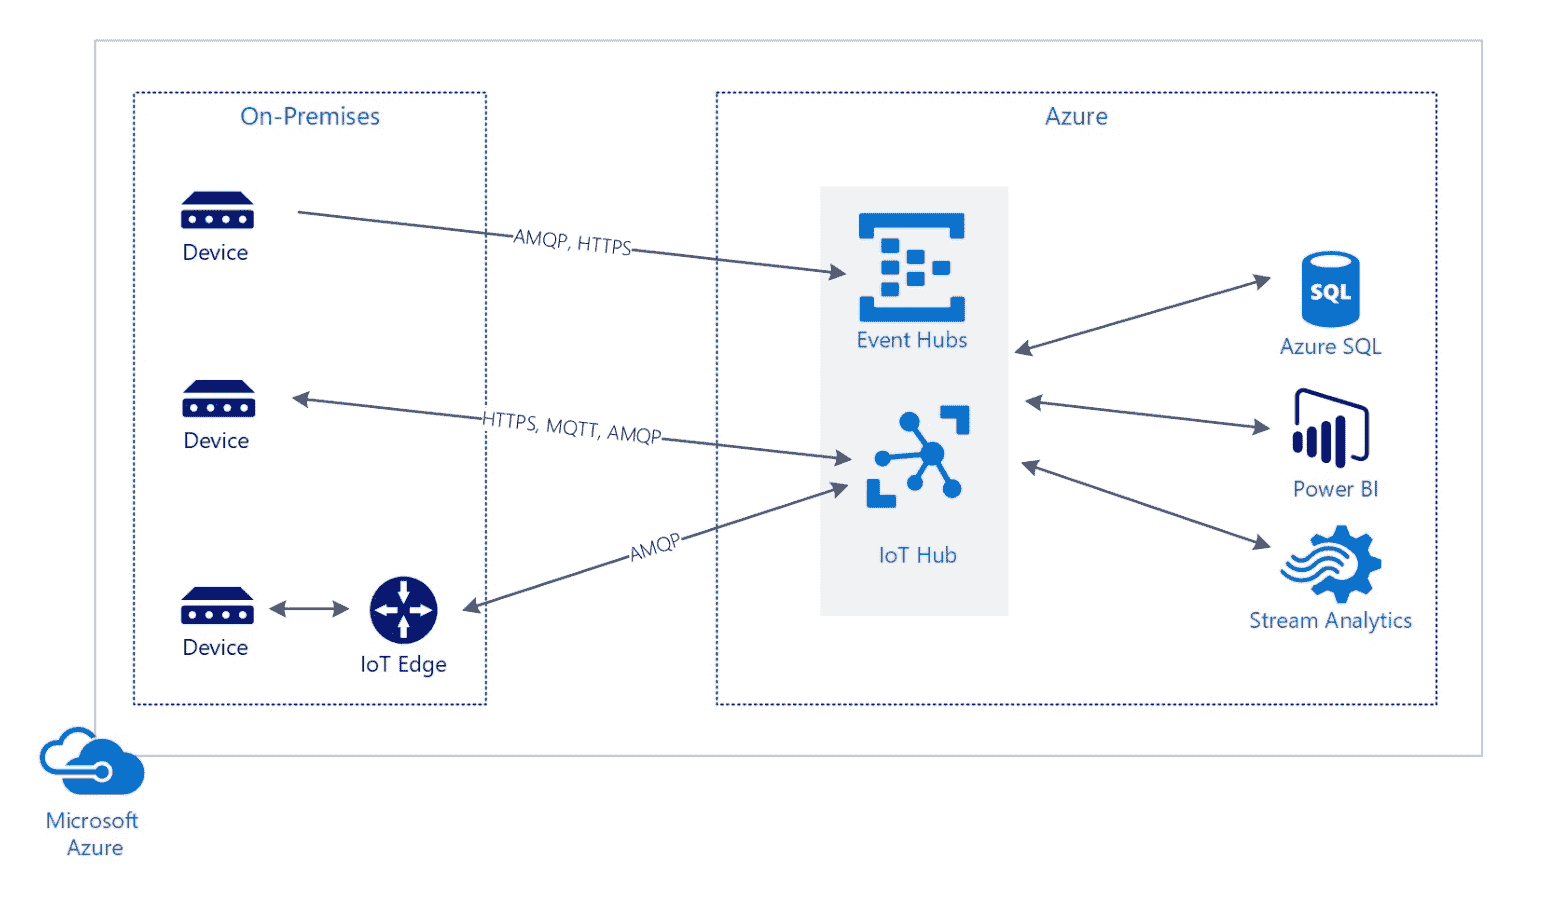 On-Premises
Azure
Device
AMQP, HTTPS
Event Hubs
SQL
Azure SQL
Device
HTTPS, MQTT, AMQP
Power BI
AMQP
IoT Hub
Stream Analytics
Device
IoT Edge
Microsoft
Azure